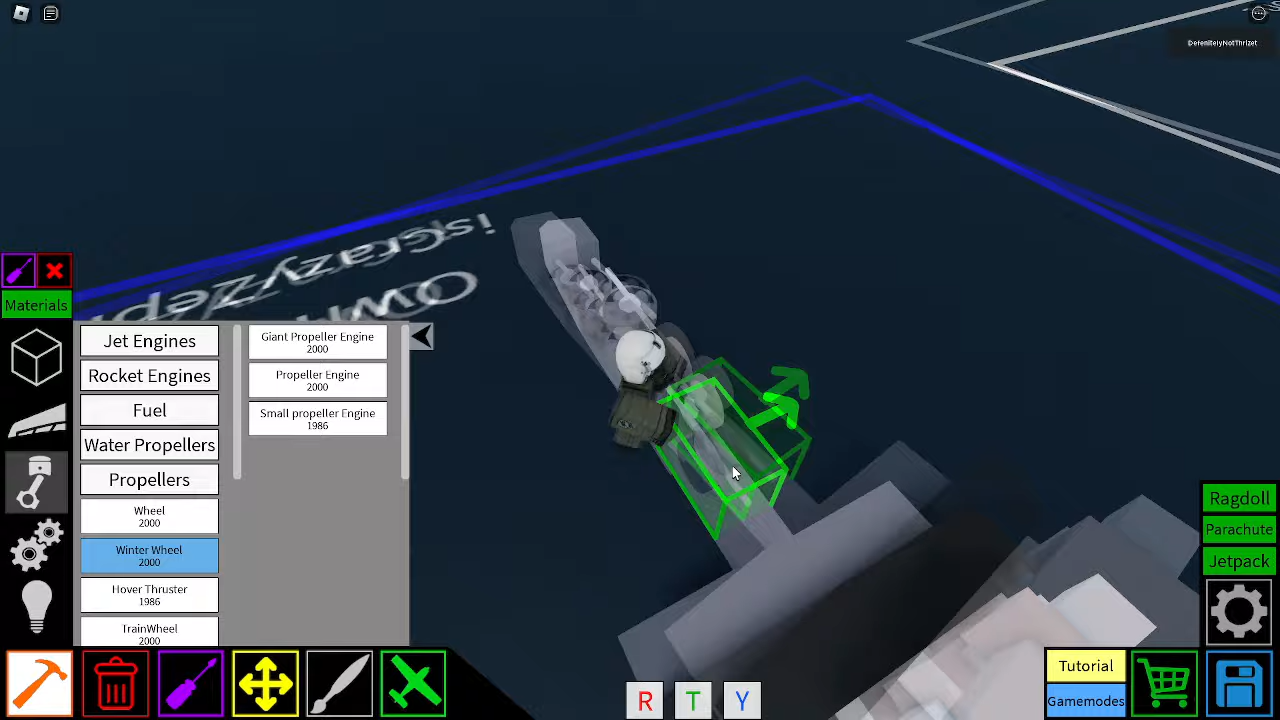 DefenitelyNotThrizet
Materials
Jet Engines
Rocket Engines
Fuel
Water Propellers
Propellers
Wheel
2000
Winter Wheel
2000
Hover Thruster
1986
TrainWheel
2000
Giant Propeller Engine
2000
Propeller Engine
2000
Small propeller Engine
1986
Ragdoll
Parachute
Jetpack
R T Y
Tutorial
Gamemodes